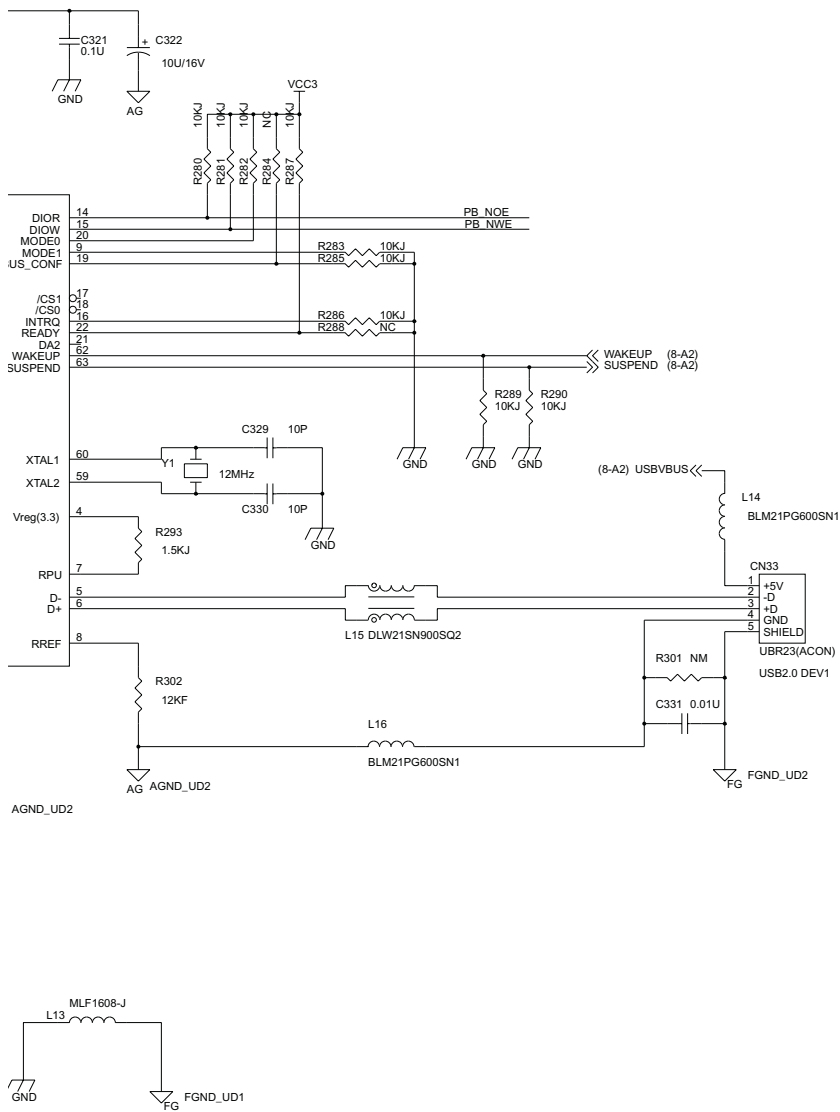 C321
0.1U
GND
+
C322
10U/16V
AG
VCC3
10KJ
10KJ
10KJ
NC
10KJ
R280
R281
R282
R284
R287
DIOR 14 PB_NOE
DIOW 15 PB_NWE
MODE0 20
MODE1 9 R283 10KJ
US_CONF 19 R285 10KJ
/CS1 17
/CS0 18
INTRQ 16 R286 10KJ
READY 22 R288 NC
DA2 21
WAKEUP 62 WAKEUP (8-A2)
SUSPEND 63 SUSPEND (8-A2)
R289 R290
10KJ 10KJ
C329 10P
XTAL1 60
Y1
12MHz
XTAL2 59
C330 10P
GND GND GND
GND
(8-A2) USBVBUS
L14
BLM21PG600SN1
Vreg(3.3) 4
R293
1.5KJ
RPU 7
D- 5
D+ 6
L15 DLW21SN900SQ2
CN33
1 +5V
2 -D
3 +D
4 GND
5 SHIELD
UBR23(ACON)
USB2.0 DEV1
RREF 8
R302
12KF
R301 NM
C331 0.01U
L16
BLM21PG600SN1
AG AGND_UD2
FG FGND_UD2
AGND_UD2
MLF1608-J
L13
GND
FG FGND_UD1